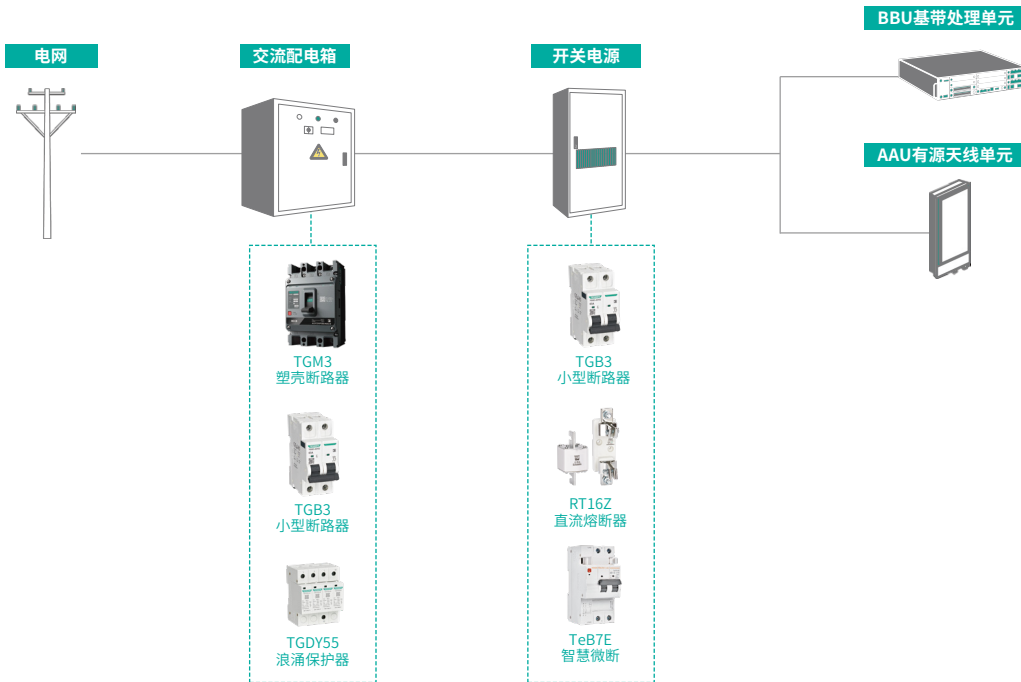 BBU基带处理单元
电网
交流配电箱
开关电源
AAU有源天线单元
TGM3
塑壳断路器
TGB3
小型断路器
TGDY55
浪涌保护器
TGB3
小型断路器
RT16Z
直流熔断器
TeB7E
智慧微断